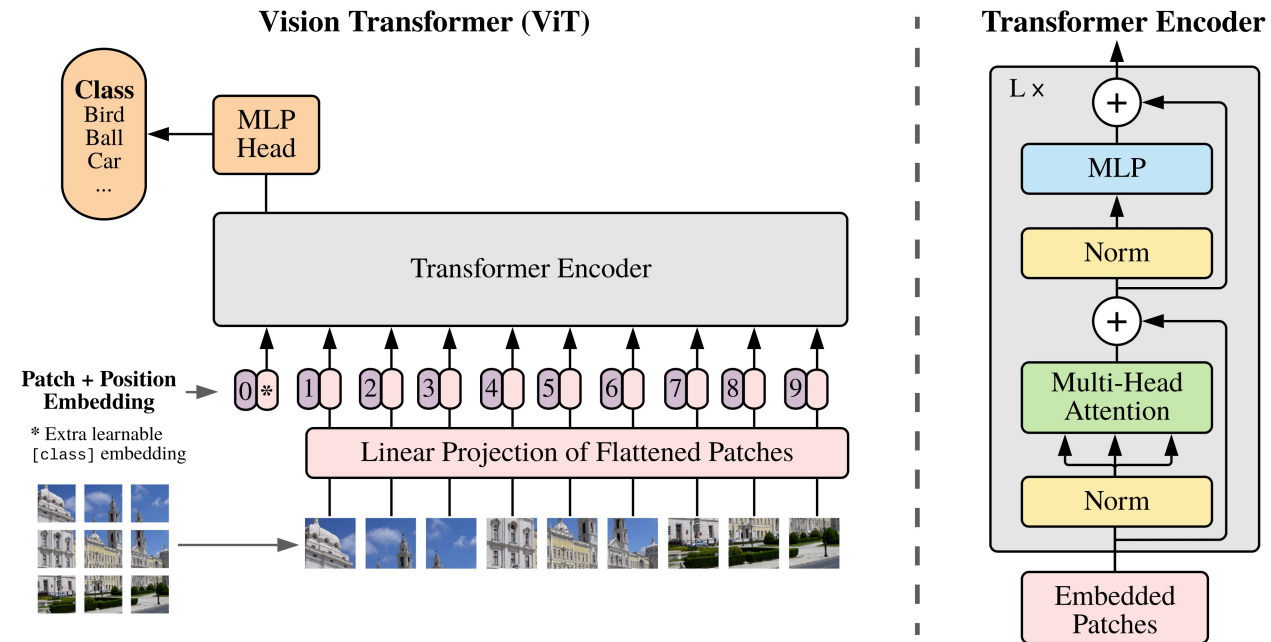 Vision Transformer (ViT)
Class
Bird
Ball
Car
...
MLP
Head
Transformer Encoder
Patch + Position
Embedding
* Extra learnable
[class] embedding
0 * 1 2 3 4 5 6 7 8 9
Linear Projection of Flattened Patches
Transformer Encoder
L x
+
MLP
Norm
+
Multi-Head
Attention
Norm
Embedded
Patches